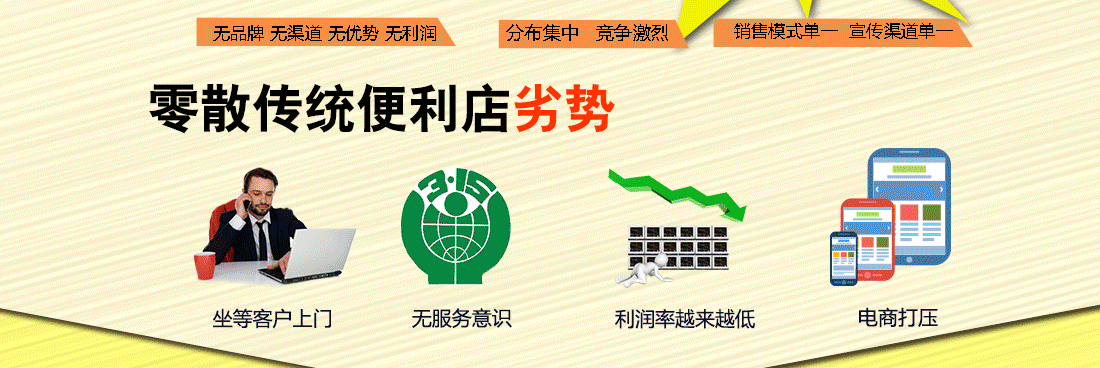 无品牌 无渠道 无优势 无利润
分布集中 竞争激烈
销售模式单一 宣传渠道单一
零散传统便利店劣势
3·15
坐等客户上门
无服务意识
利润率越来越低
电商打压